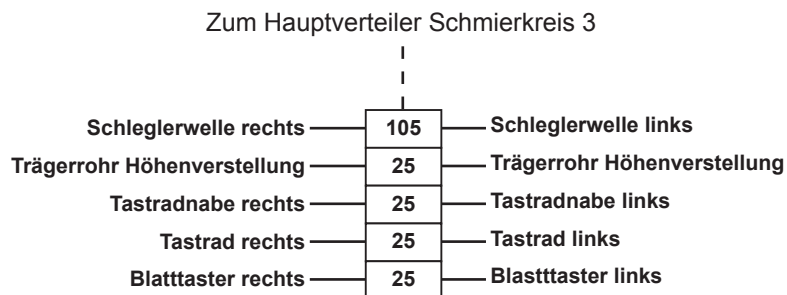 Zum Hauptverteiler Schmierkreis 3
Schleglerwelle rechts 105 Schleglerwelle links
Trägerrohr Höhenverstellung 25 Trägerrohr Höhenverstellung
Tastradnabe rechts 25 Tastradnabe links
Tastrad rechts 25 Tastrad links
Blatttaster rechts 25 Blastttaster links